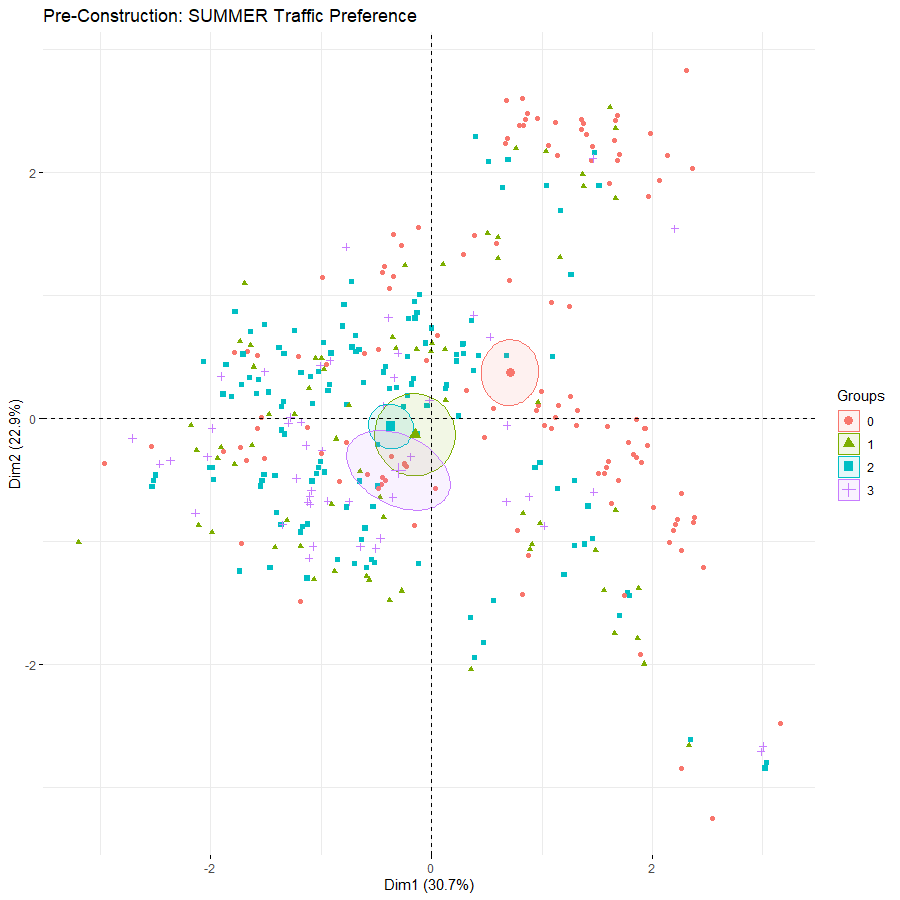 Pre-Construction: SUMMER Traffic Preference
Dim2 (22.9%)
2
0
-2
-2
0
2
Dim1 (30.7%)
Groups
0
1
2
3